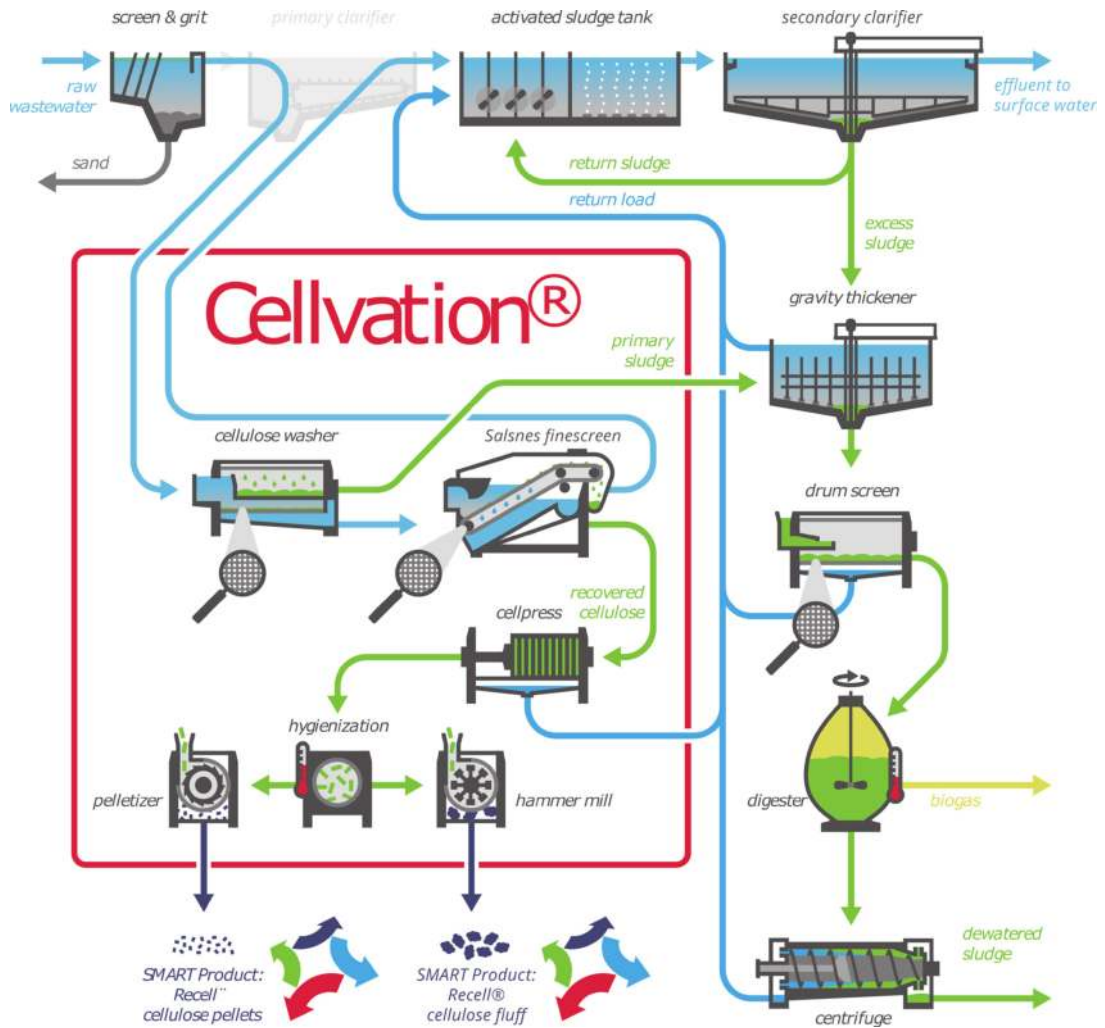 screen & grit
primary clarifier
activated sludge tank
secondary clarifier
raw
wastewater
effluent to
surface water
sand
return sludge
return load
excess
sludge
Cellvation®
gravity thickener
primary
sludge
cellulose washer
Salsnes finescreen
drum screen
recovered
cellulose
cellpress
hygienization
pelletizer
hammer mill
digester
biogas
SMART Product:
Recell¨
cellulose pellets
SMART Product:
Recell®
cellulose fluff
dewatered
sludge
centrifuge